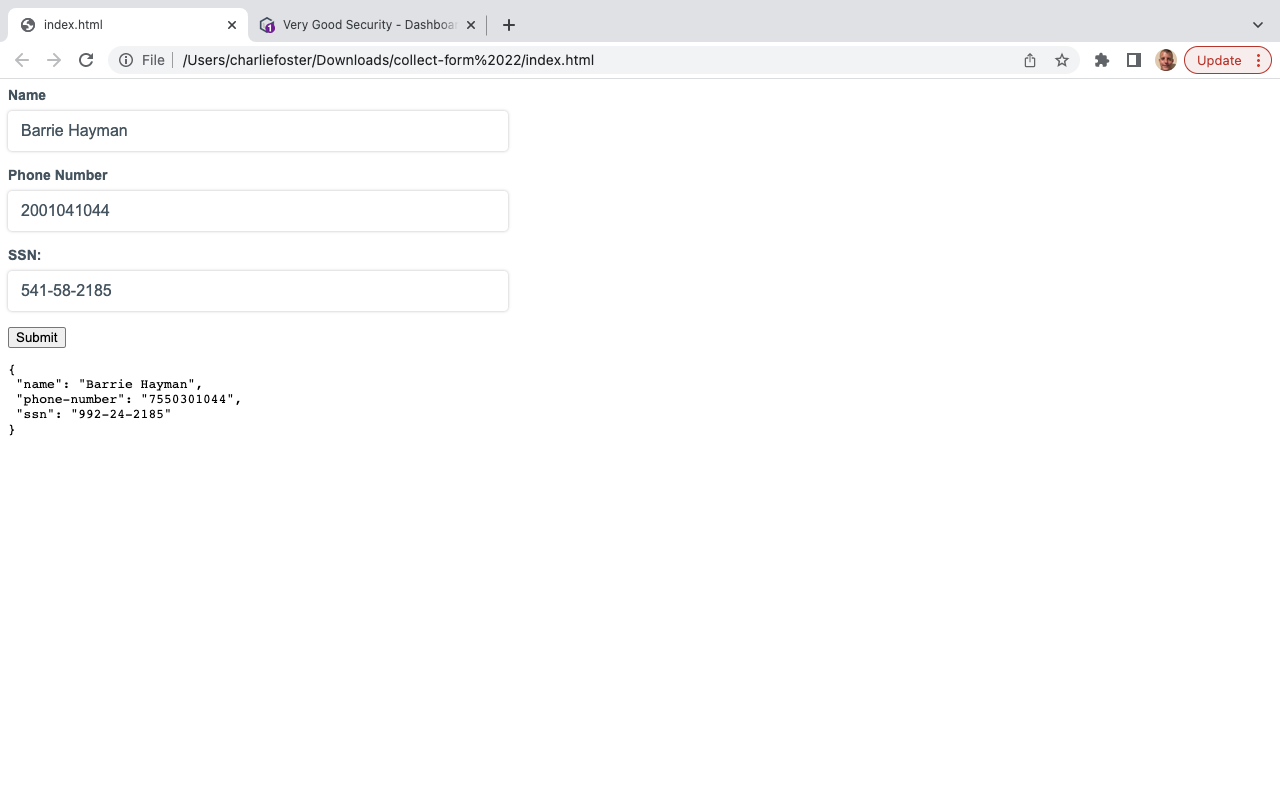 index.html
Very Good Security - Dashboar
File
/Users/charliefoster/Downloads/collect-form%2022/index.html
Update
Name
Barrie Hayman
Phone Number
2001041044
SSN:
541-58-2185
Submit
{
"name": "Barrie Hayman",
"phone-number": "7550301044",
"ssn": "992-24-2185"
}